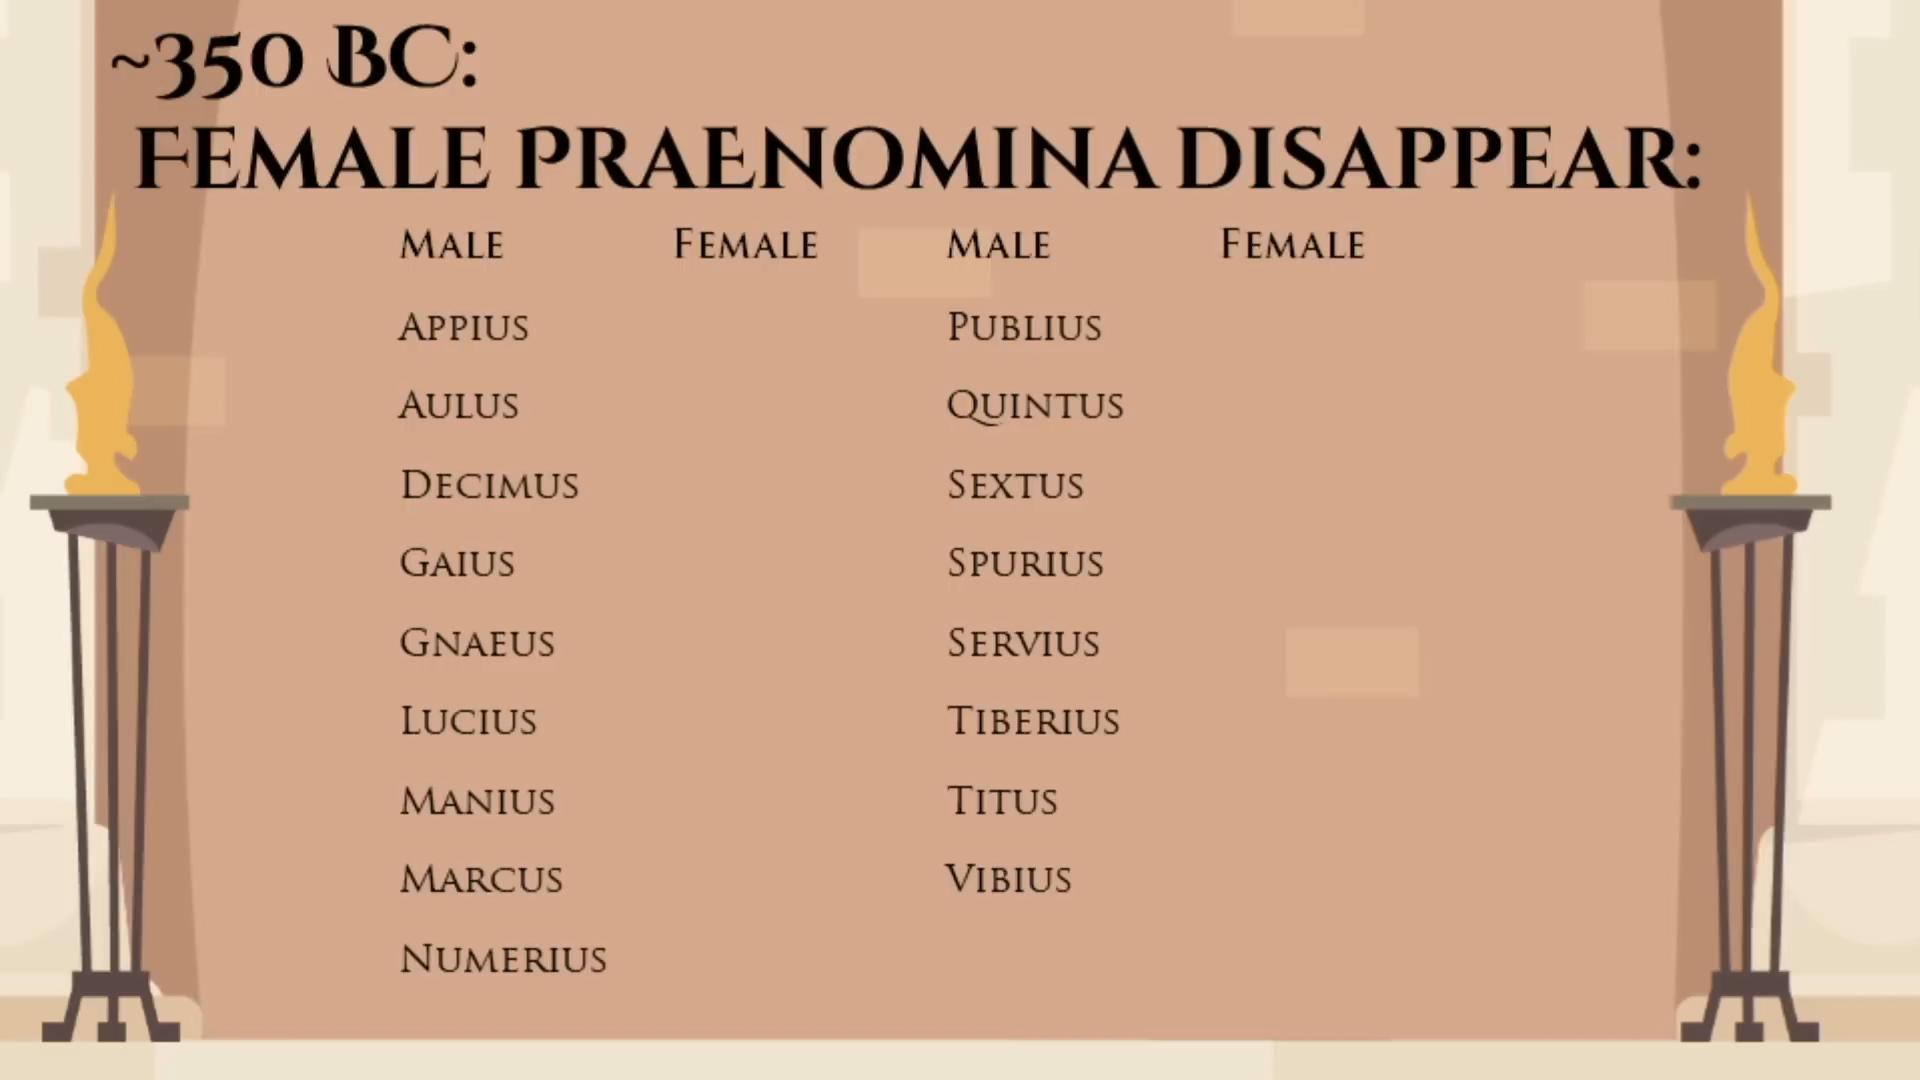 ~350 BC:
Female Praenomina Disappear:
Male Female Male Female
Appius Publius
Aulus Quintus
Decimus Sextus
Gaius Spurius
Gnaeus Servius
Lucius Tiberius
Manius Titus
Marcus Vibius
Numerius